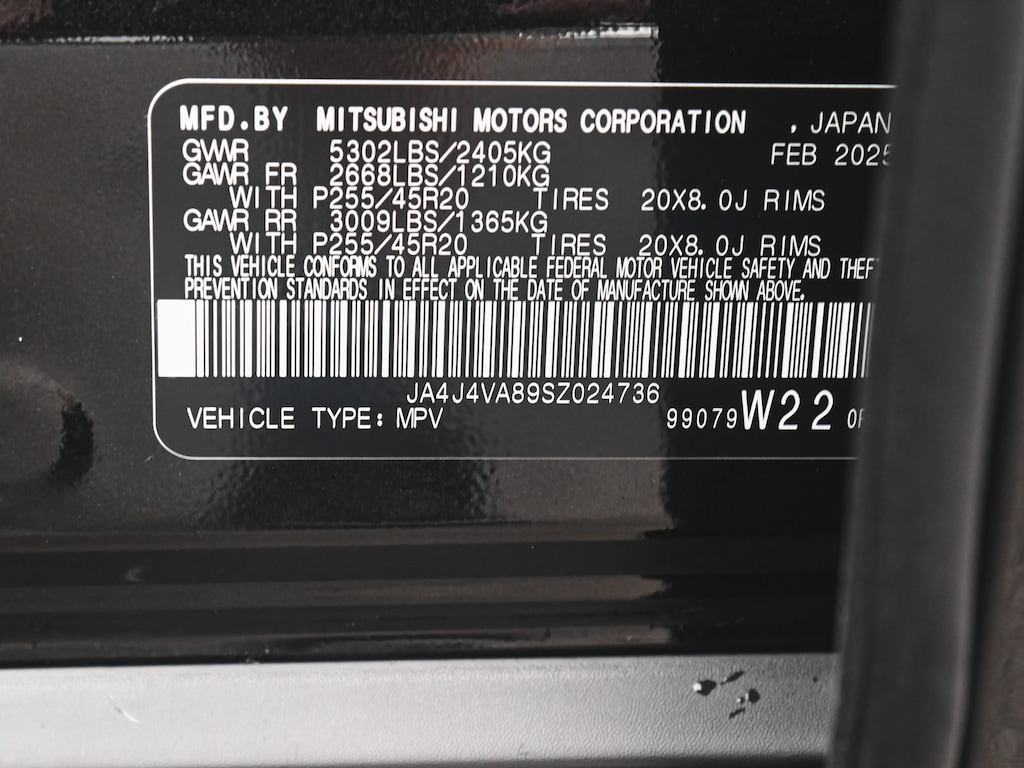 MFD.BY MITSUBISHI MOTORS CORPORATION , JAPAN
GVWR 5302LBS/2405KG FEB 2025
GAWR FR 2668LBS/1210KG
WITH P255/45R20 TIRES 20X8.0J RIMS
GAWR RR 3009LBS/1365KG
WITH P255/45R20 TIRES 20X8.0J RIMS
THIS VEHICLE CONFORMS TO ALL APPLICABLE FEDERAL MOTOR VEHICLE SAFETY AND THEF
PREVENTION STANDARDS IN EFFECT ON THE DATE OF MANUFACTURE SHOWN ABOVE.
JA4J4VA89SZ024736
VEHICLE TYPE: MPV 99079 W22